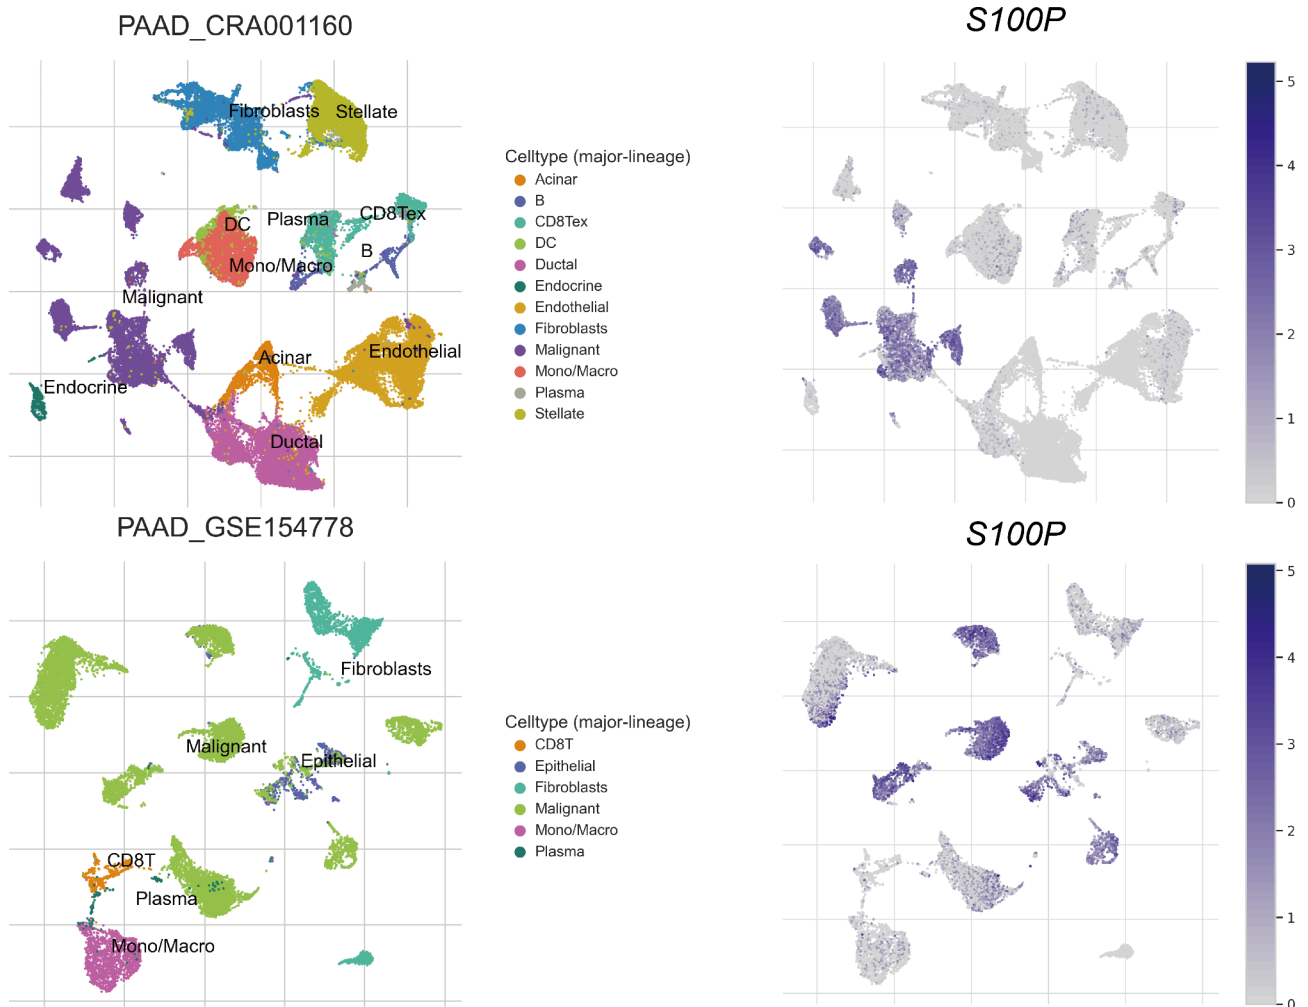 PAAD_CRA001160
S100P
Fibroblasts
Stellate
DC
Plasma
CD8Tex
B
Mono/Macro
Malignant
Acinar
Endothelial
Endocrine
Ductal
Celltype (major-lineage)
Acinar
B
CD8Tex
DC
Ductal
Endocrine
Endothelial
Fibroblasts
Malignant
Mono/Macro
Plasma
Stellate
5
4
3
2
1
0
PAAD_GSE154778
S100P
Fibroblasts
Malignant
Epithelial
CD8T
Plasma
Mono/Macro
Celltype (major-lineage)
CD8T
Epithelial
Fibroblasts
Malignant
Mono/Macro
Plasma
5
4
3
2
1
0